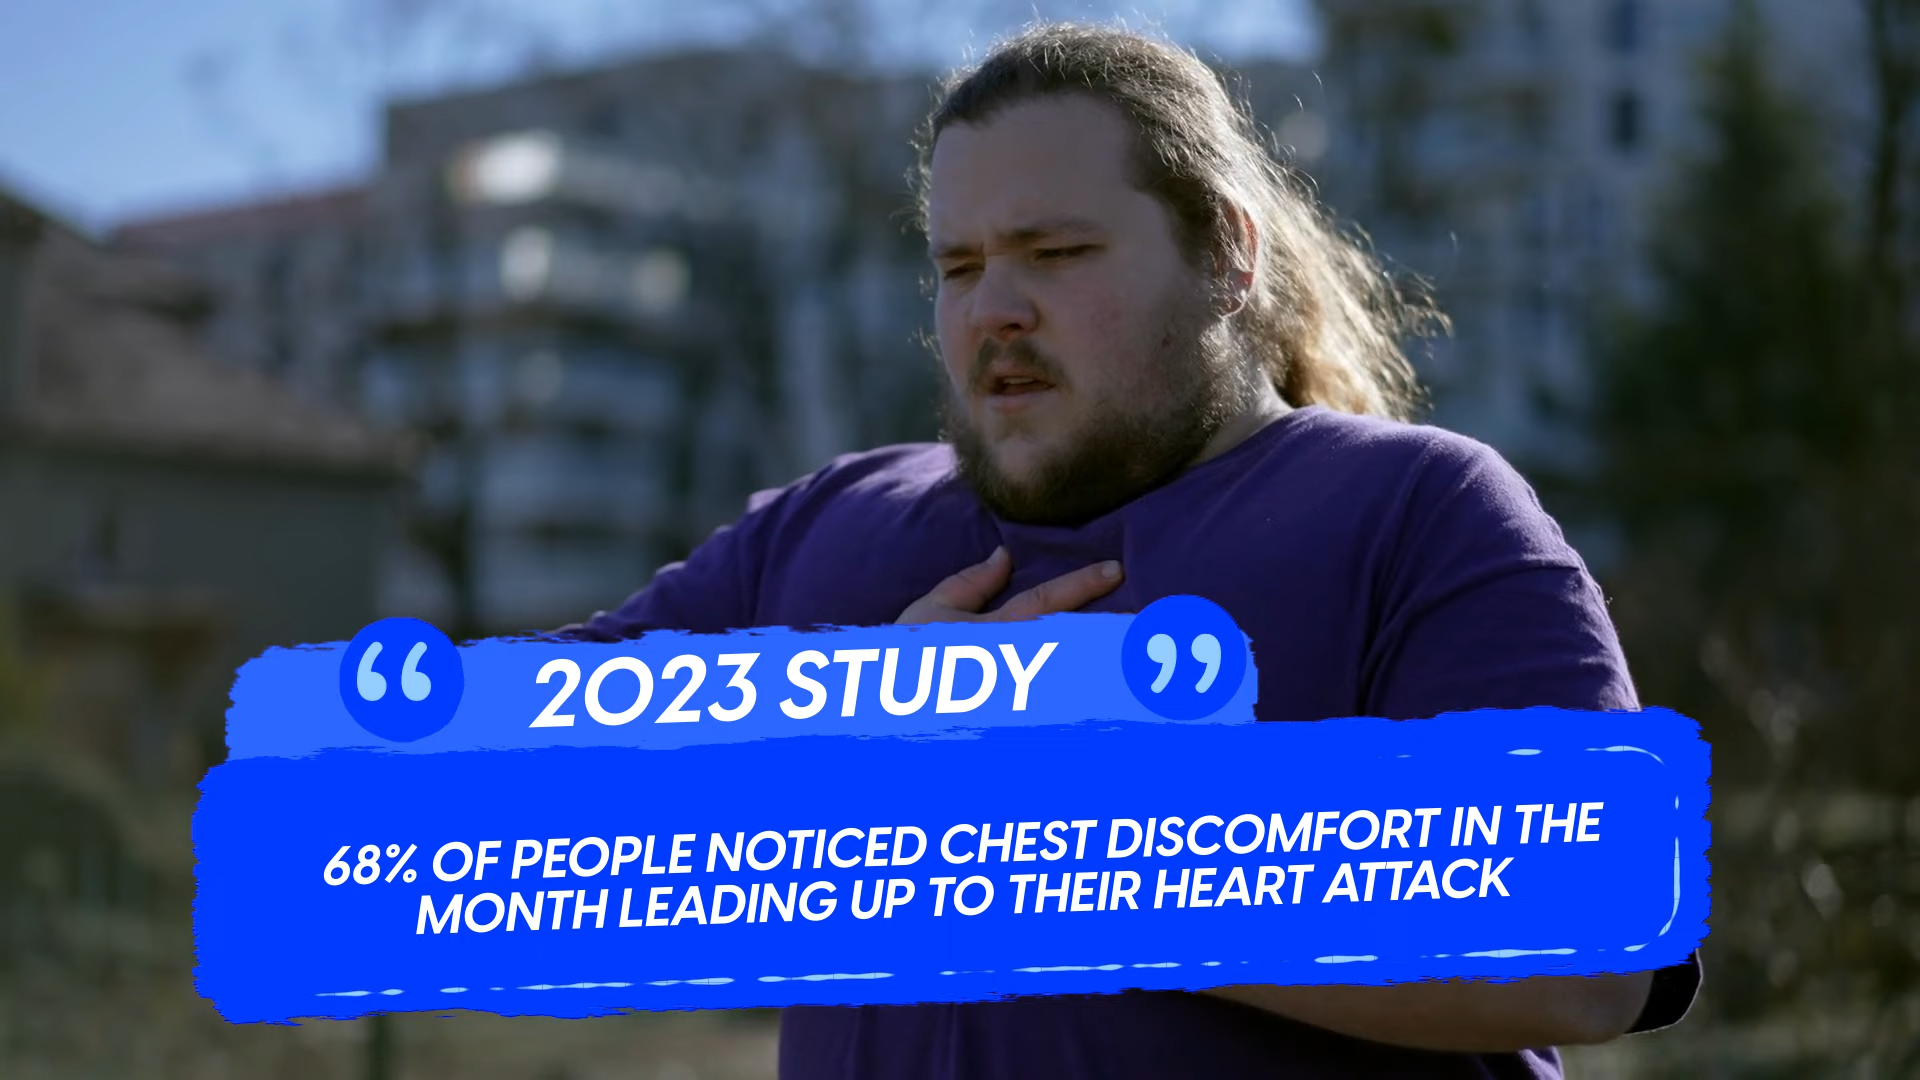 “ 2023 STUDY ”
68% OF PEOPLE NOTICED CHEST DISCOMFORT IN THE
MONTH LEADING UP TO THEIR HEART ATTACK